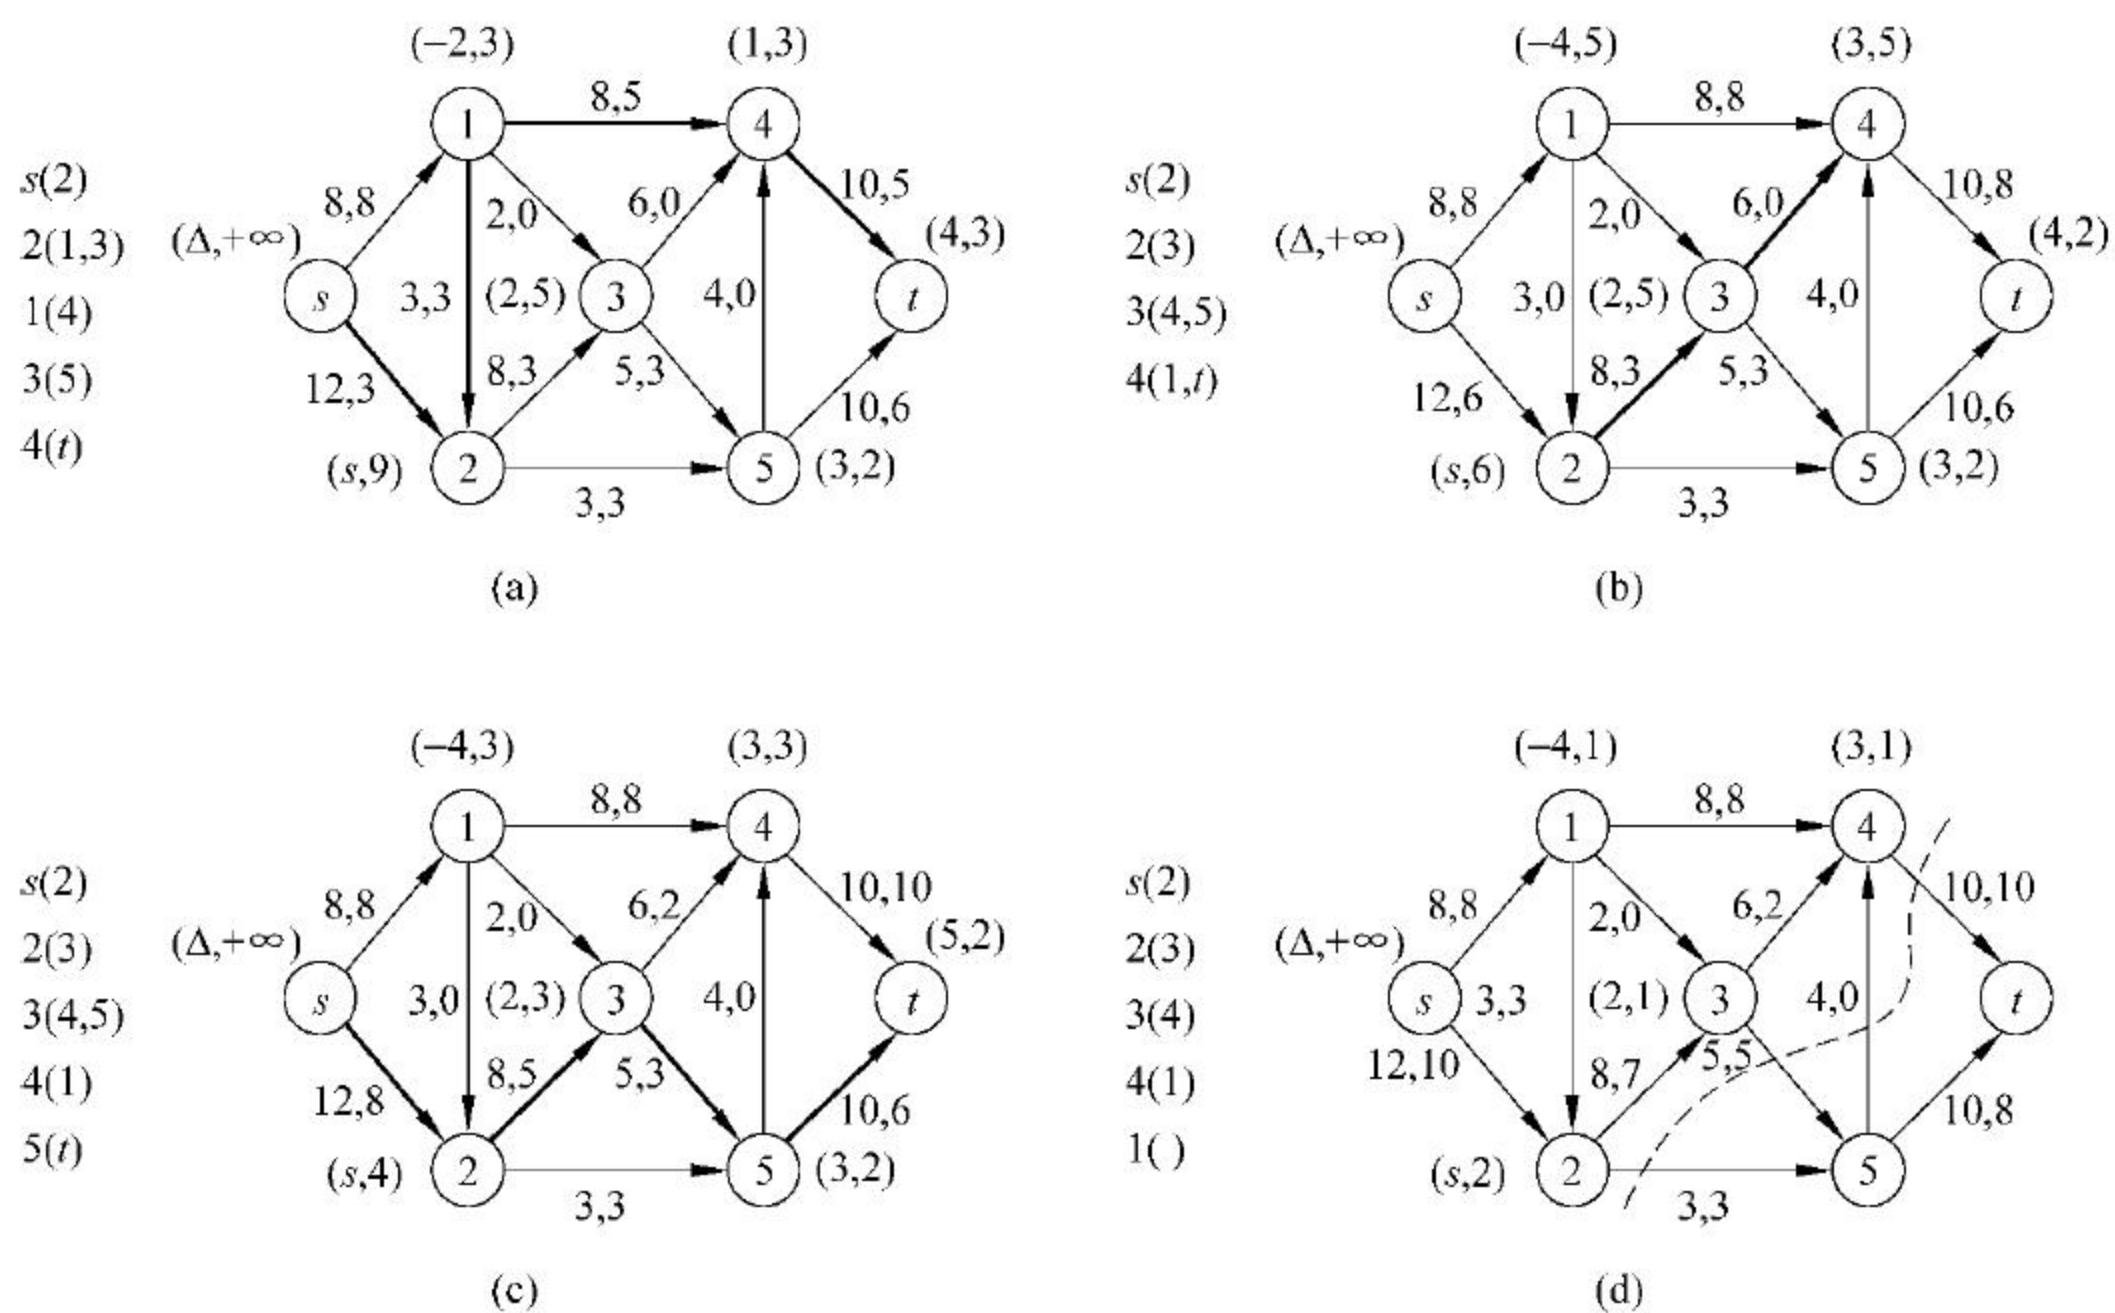 (−2,3) (1,3)
8,5
1 4
s(2)
8,8 2,0 6,0 10,5
2(1,3) (Δ,+∞) (4,3)
1(4) s 3,3 (2,5) 3 4,0 t
3(5) 12,3 8,3 5,3 10,6
4(t) (s,9) 2 5 (3,2)
3,3
(a)
(−4,5) (3,5)
8,8
1 4
s(2)
8,8 2,0 6,0 10,8
2(3) (Δ,+∞) (4,2)
3(4,5) s 3,0 (2,5) 3 4,0 t
4(1,t) 12,6 8,3 5,3 10,6
(s,6) 2 5 (3,2)
3,3
(b)
(−4,3) (3,3)
8,8
1 4
s(2)
8,8 2,0 6,2 10,10
2(3) (Δ,+∞) (5,2)
3(4,5) s 3,0 (2,3) 3 4,0 t
4(1) 12,8 8,5 5,3 10,6
5(t) (s,4) 2 5 (3,2)
3,3
(c)
(−4,1) (3,1)
8,8
1 4
s(2)
8,8 2,0 6,2 10,10
2(3) (Δ,+∞)
3(4) s 3,3 (2,1) 3 4,0 t
4(1) 12,10 8,7 5,5 10,8
1( ) (s,2) 2 5
3,3
(d)